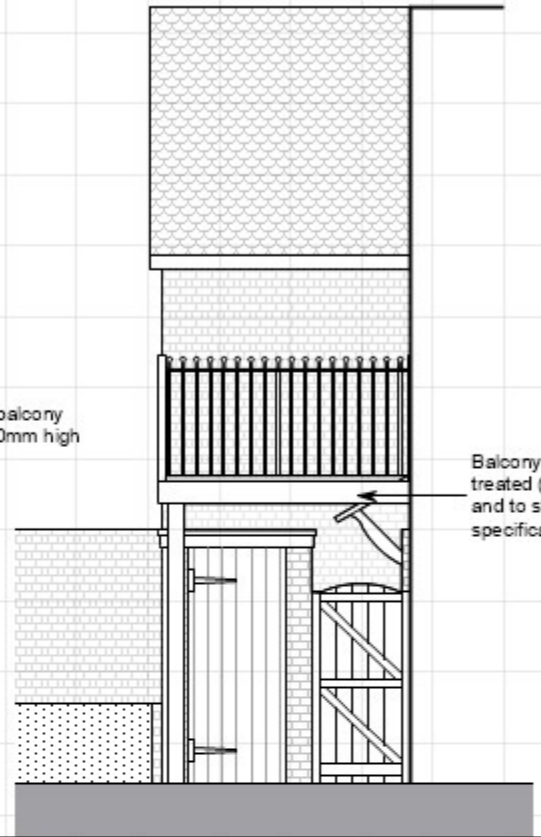 balcony
0mm high
Balcony
treated (
and to s
specifica